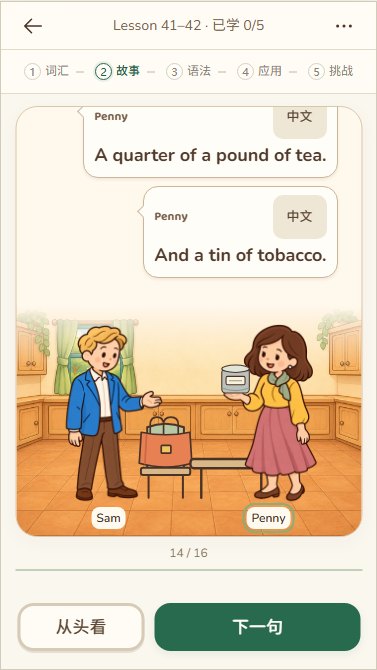 Lesson 41–42 · 已学 0/5
1 词汇 2 故事 3 语法 4 应用 5 挑战
Penny 中文
A quarter of a pound of tea.
Penny 中文
And a tin of tobacco.
Sam Penny
14 / 16
从头看 下一句